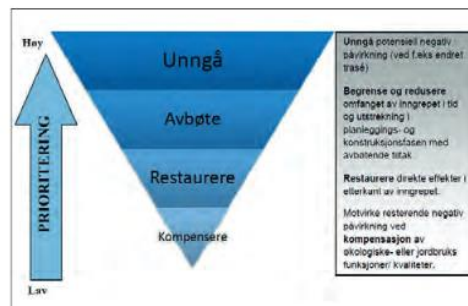 Høy
PRIORITERING
Lav
Unngå
Avbøte
Restaurere
Kompensere
Unngå potensiell negativ
påvirkning (ved f.eks endret
trasé)
Begrense og redusere
omfanget av inngrepet i tid
og utstrekning i
planleggings- og
konstruksjonsfasen med
avbøtende tiltak.
Restaurere direkte effekter i
etterkant av inngrepet.
Motvirke resterende negativ
påvirkning ved
kompensasjon av
økologiske- eller jordbruks
funksjoner/ kvaliteter.